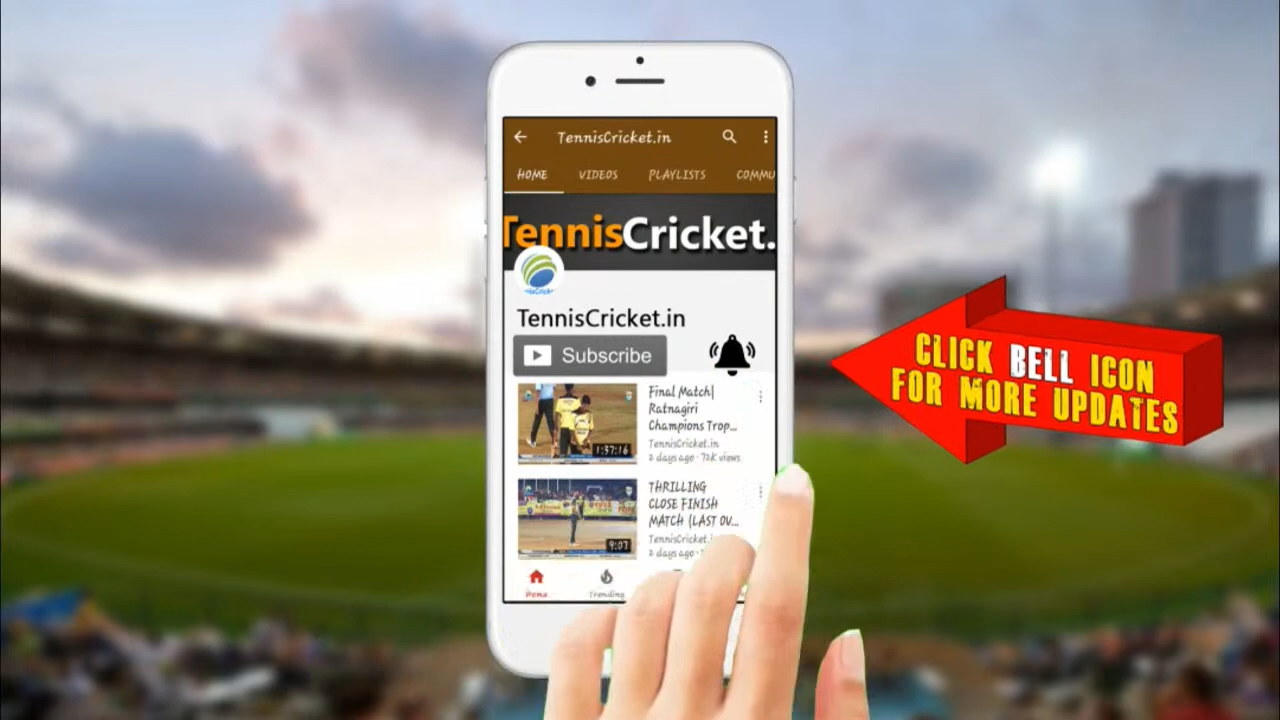 TennisCricket.in
HOME VIDEOS PLAYLISTS COMMU
TennisCricket.
TennisCricket.in
Subscribe
Final Match|
Ratnagiri
Champions Trop...
TennisCricket.in
2 days ago · 72K views
1:37:16
THRILLING
CLOSE FINISH
MATCH (LAST OV...
TennisCricket.i
2 days ago ·
9:07
Home Trending
CLICK BELL ICON
FOR MORE UPDATES